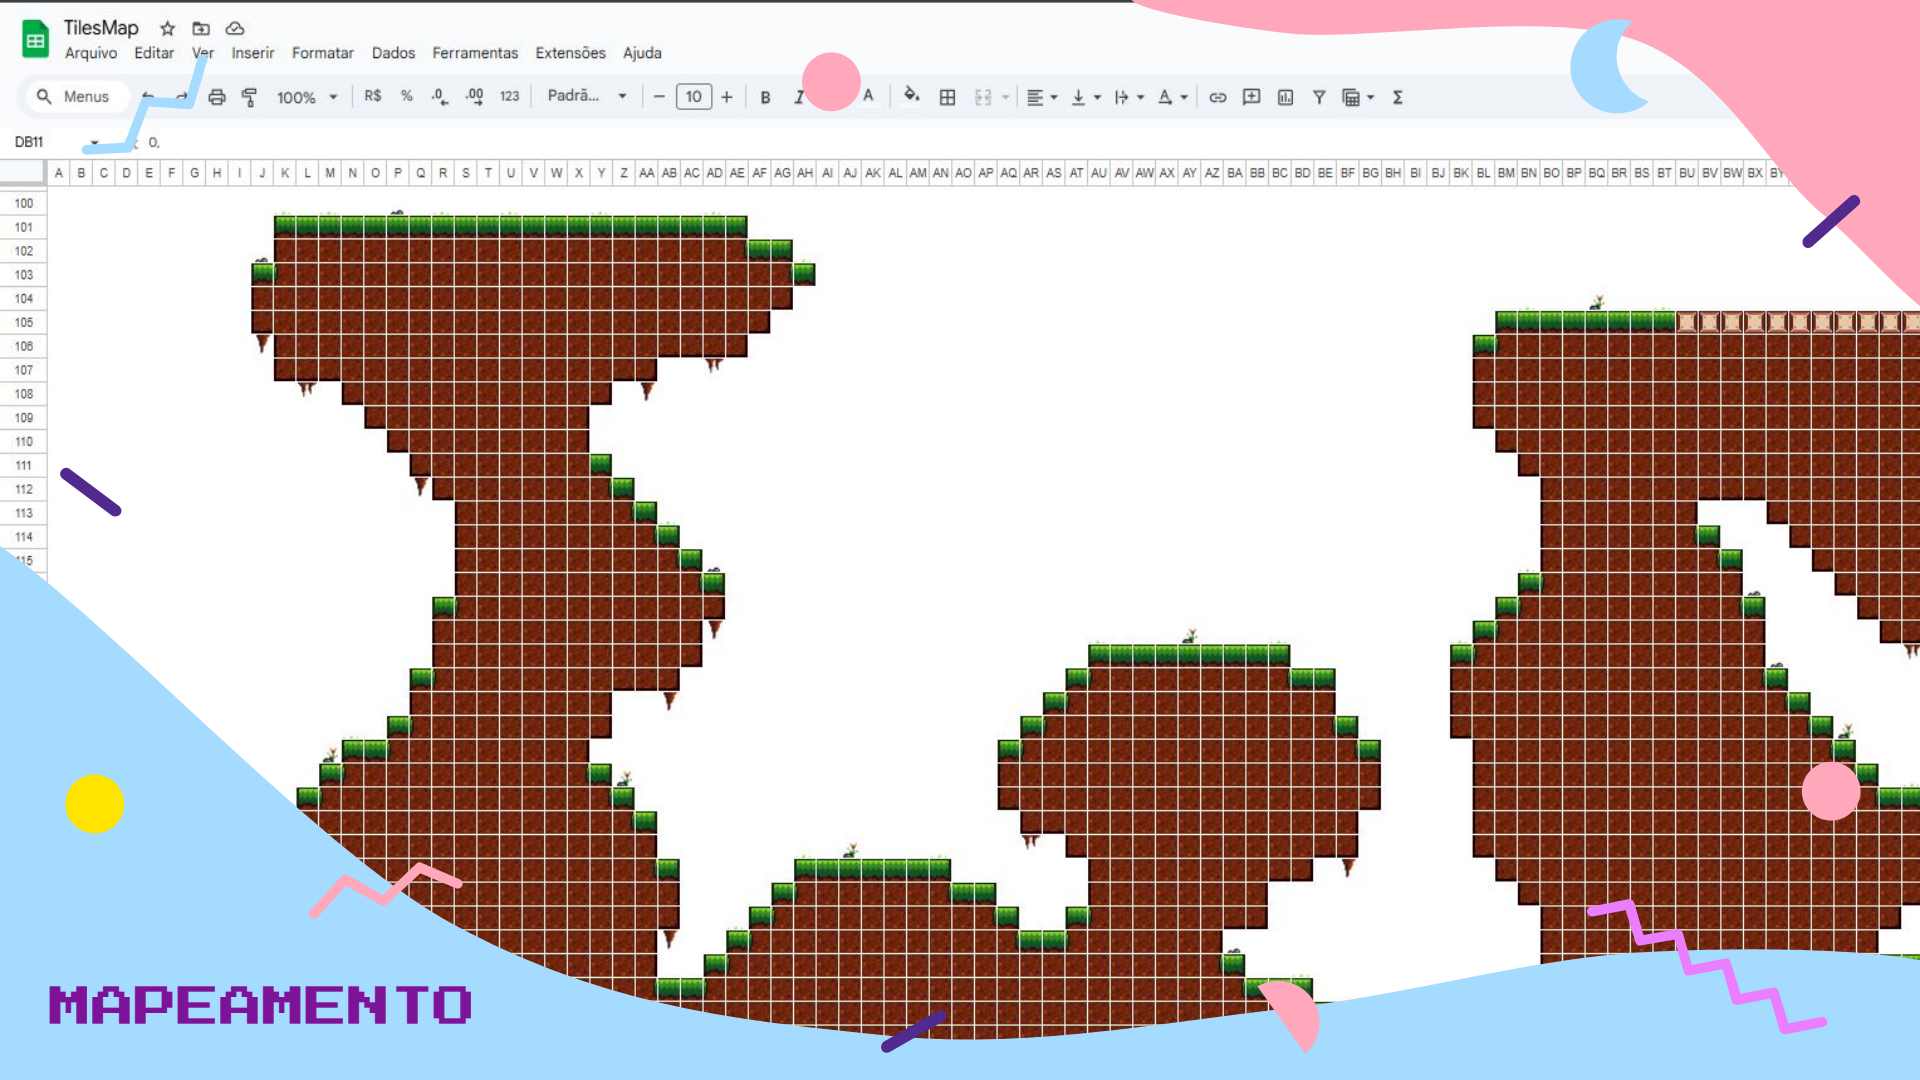 TilesMap
Arquivo Editar Ver Inserir Formatar Dados Ferramentas Extensões Ajuda
Menus 100% R$ % .0 .00 123 Padrã... − 10 + B I A Σ
DB11 0,
A B C D E F G H I J K L M N O P Q R S T U V W X Y Z AA AB AC AD AE AF AG AH AI AJ AK AL AM AN AO AP AQ AR AS AT AU AV AW AX AY AZ BA BB BC BD BE BF BG BH BI BJ BK BL BM BN BO BP BQ BR BS BT BU BV BW BX BY
100
101
102
103
104
105
106
107
108
109
110
111
112
113
114
115
MAPEAMENTO